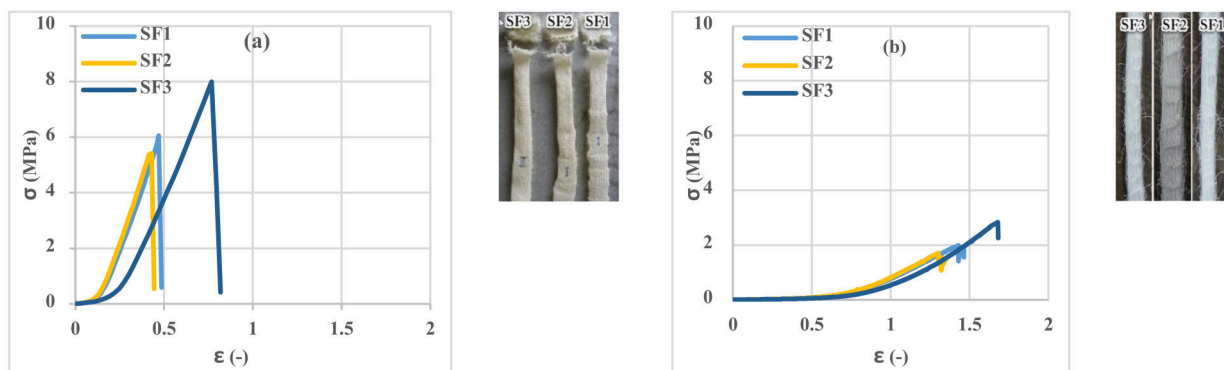 10
(a)
SF1
8
SF2
SF3
6
4
2
0
σ (MPa)
0 0.5 1 1.5 2
ε (-)
SF3 SF2 SF1
10
(b)
SF1
8
SF2
SF3
6
4
2
0
σ (MPa)
0 0.5 1 1.5 2
ε (-)
SF3 SF2 SF1